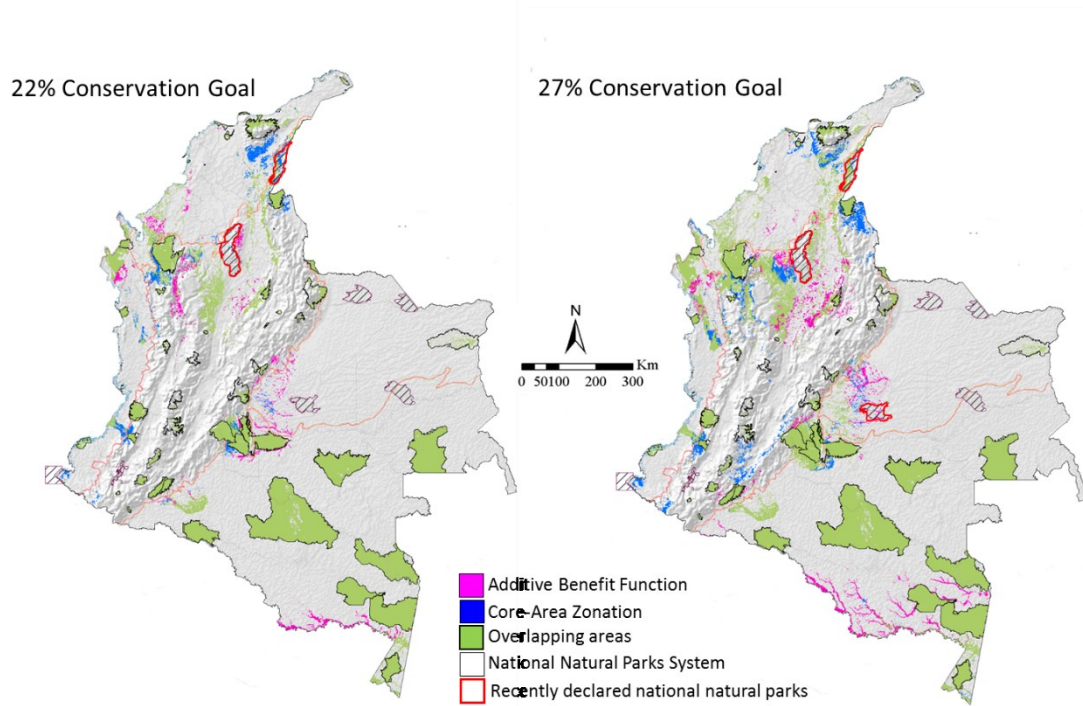 22% Conservation Goal
27% Conservation Goal
N
Km
0 50100 200 300
Additive Benefit Function
Core-Area Zonation
Overlapping areas
National Natural Parks System
Recently declared national natural parks